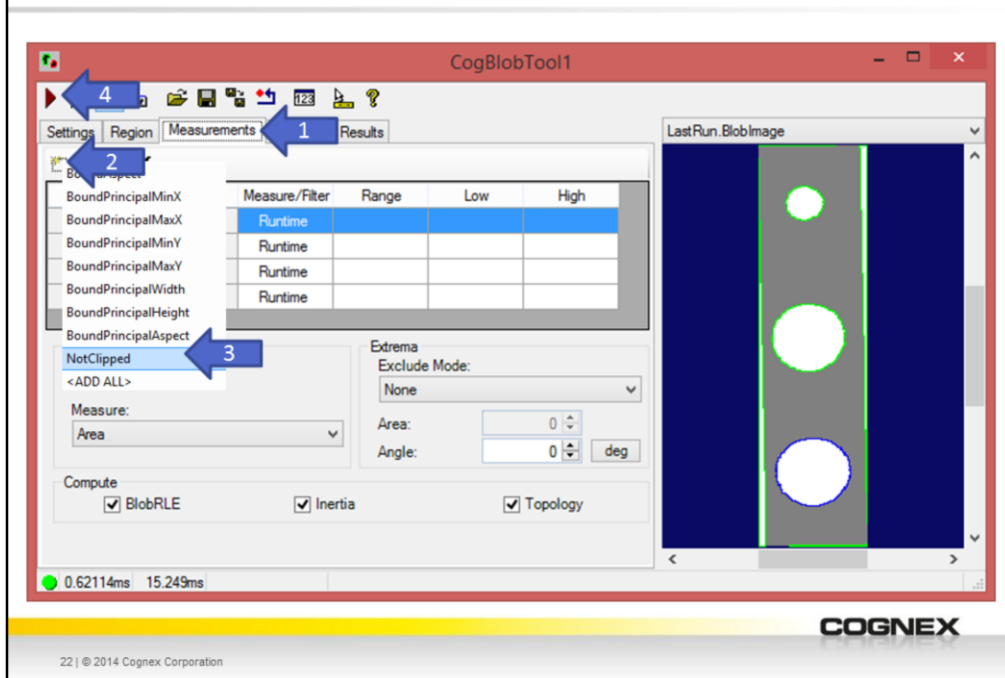 CogBlobTool1
4
Settings Region Measurements 1 Results
LastRun.BlobImage
2
BoundPrincipalMinX
Measure/Filter Range Low High
BoundPrincipalMaxX
Runtime
BoundPrincipalMinY
Runtime
BoundPrincipalMaxY
Runtime
BoundPrincipalWidth
Runtime
BoundPrincipalHeight
BoundPrincipalAspect
NotClipped 3
<ADD ALL>
Measure:
Area
Extrema
Exclude Mode:
None
Area: 0
Angle: 0 deg
Compute
BlobRLE Inertia Topology
0.62114ms 15.249ms
COGNEX
22 | © 2014 Cognex Corporation